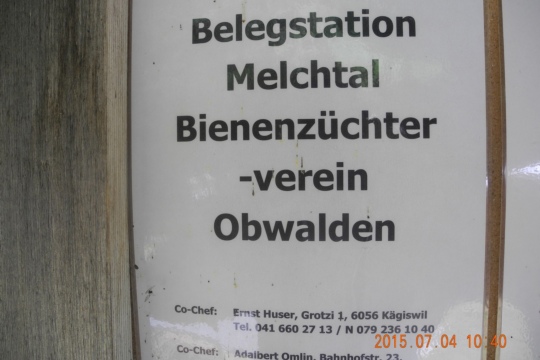 Belegstation
Melchtal
Bienenzüchter
-verein
Obwalden
Co-Chef: Ernst Huser, Grotzi 1, 6056 Kägiswil
Tel. 041 660 27 13 / N 079 236 10 40
2015.07.04 10:40
Co-Chef: Adalbert Omlin, Bahnhofstr. 23,